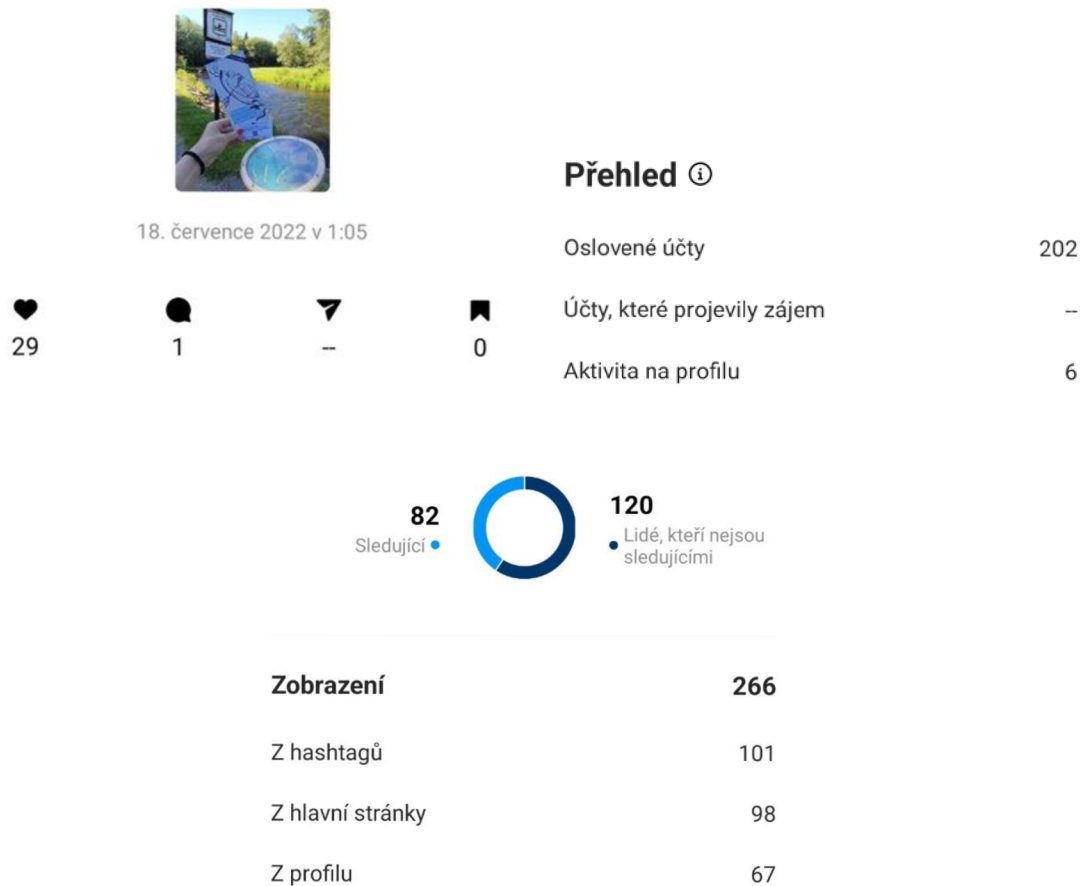 18. července 2022 v 1:05
29
1
--
0
Přehled
Oslovené účty 202
Účty, které projevily zájem --
Aktivita na profilu 6
82
Sledující
120
Lidé, kteří nejsou
sledujícími
Zobrazení 266
Z hashtagů 101
Z hlavní stránky 98
Z profilu 67